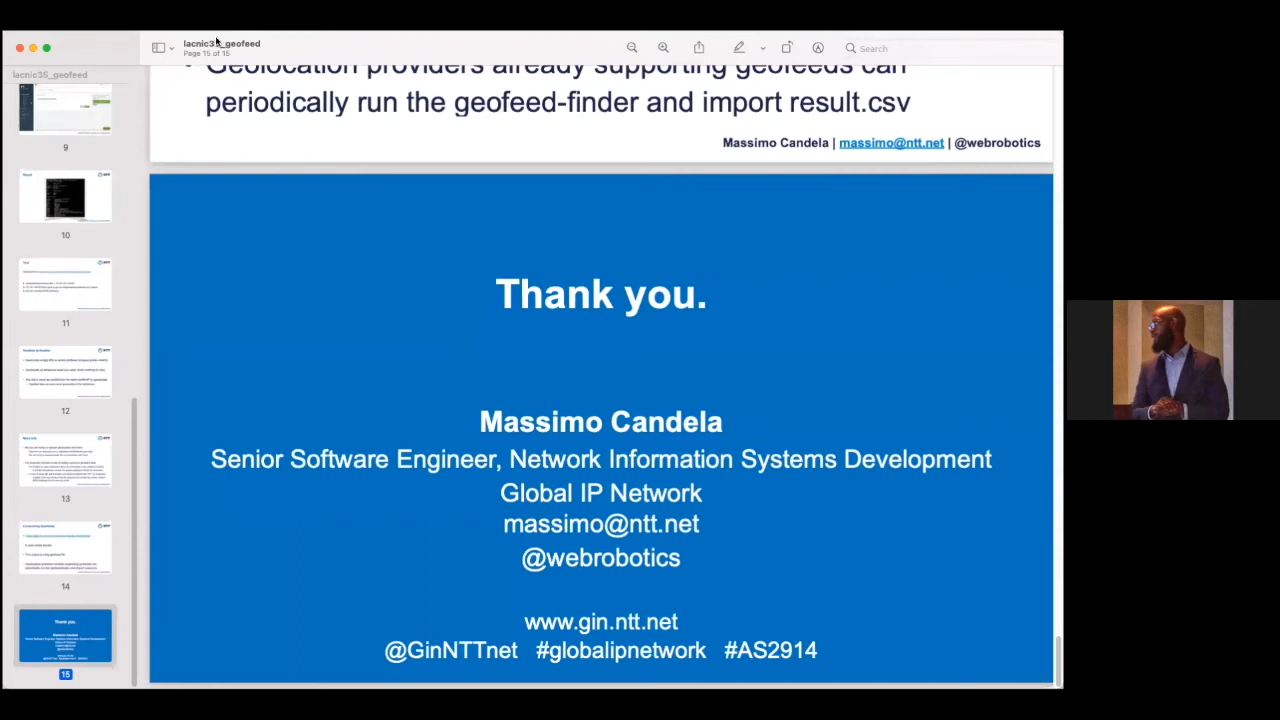 lacnic35_geofeed
Page 15 of 15
Search
lacnic35_geofeed
Geolocation providers already supporting geofeeds can
periodically run the geofeed-finder and import result.csv
Massimo Candela | massimo@ntt.net | @webrobotics
9
10
11
12
13
14
15
Thank you.
Massimo Candela
Senior Software Engineer, Network Information Systems Development
Global IP Network
massimo@ntt.net
@webrobotics
www.gin.ntt.net
@GinNTTnet #globalipnetwork #AS2914